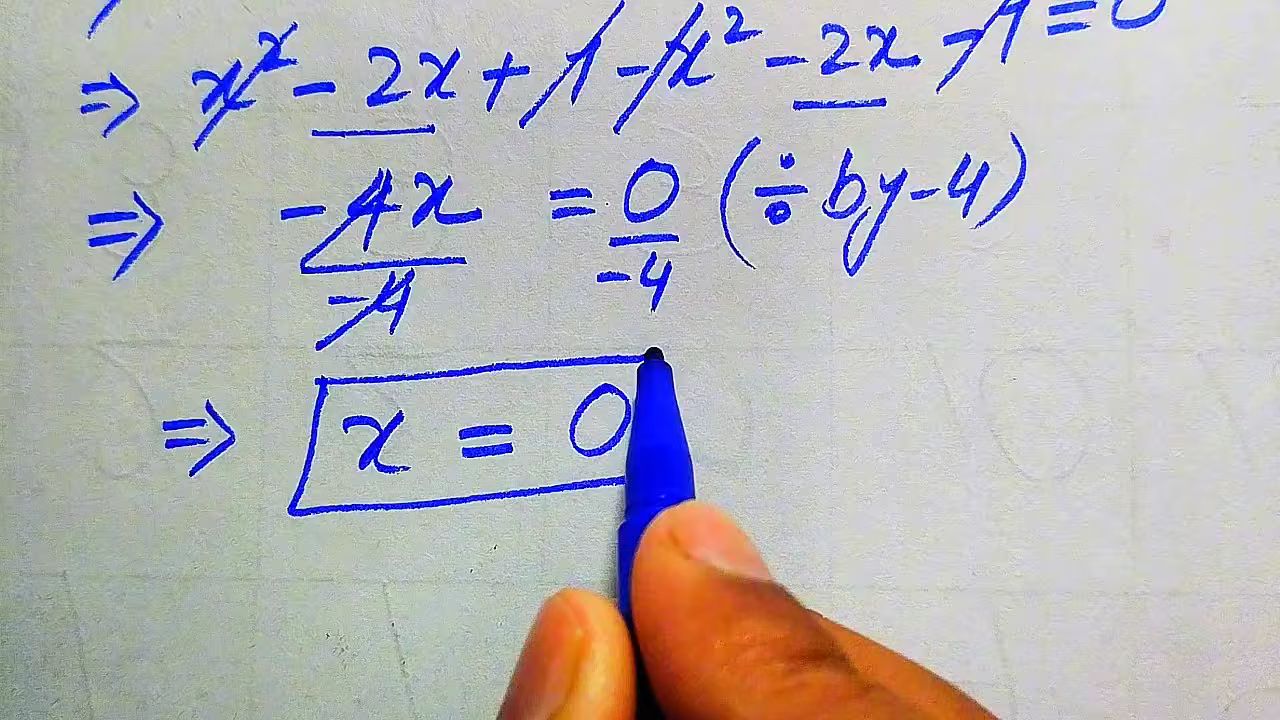 ⇒ x² - 2x + 1 - x² - 2x - 1 = 0
⇒ -4x/-4 = 0/-4 (÷ by -4)
⇒ x = 0